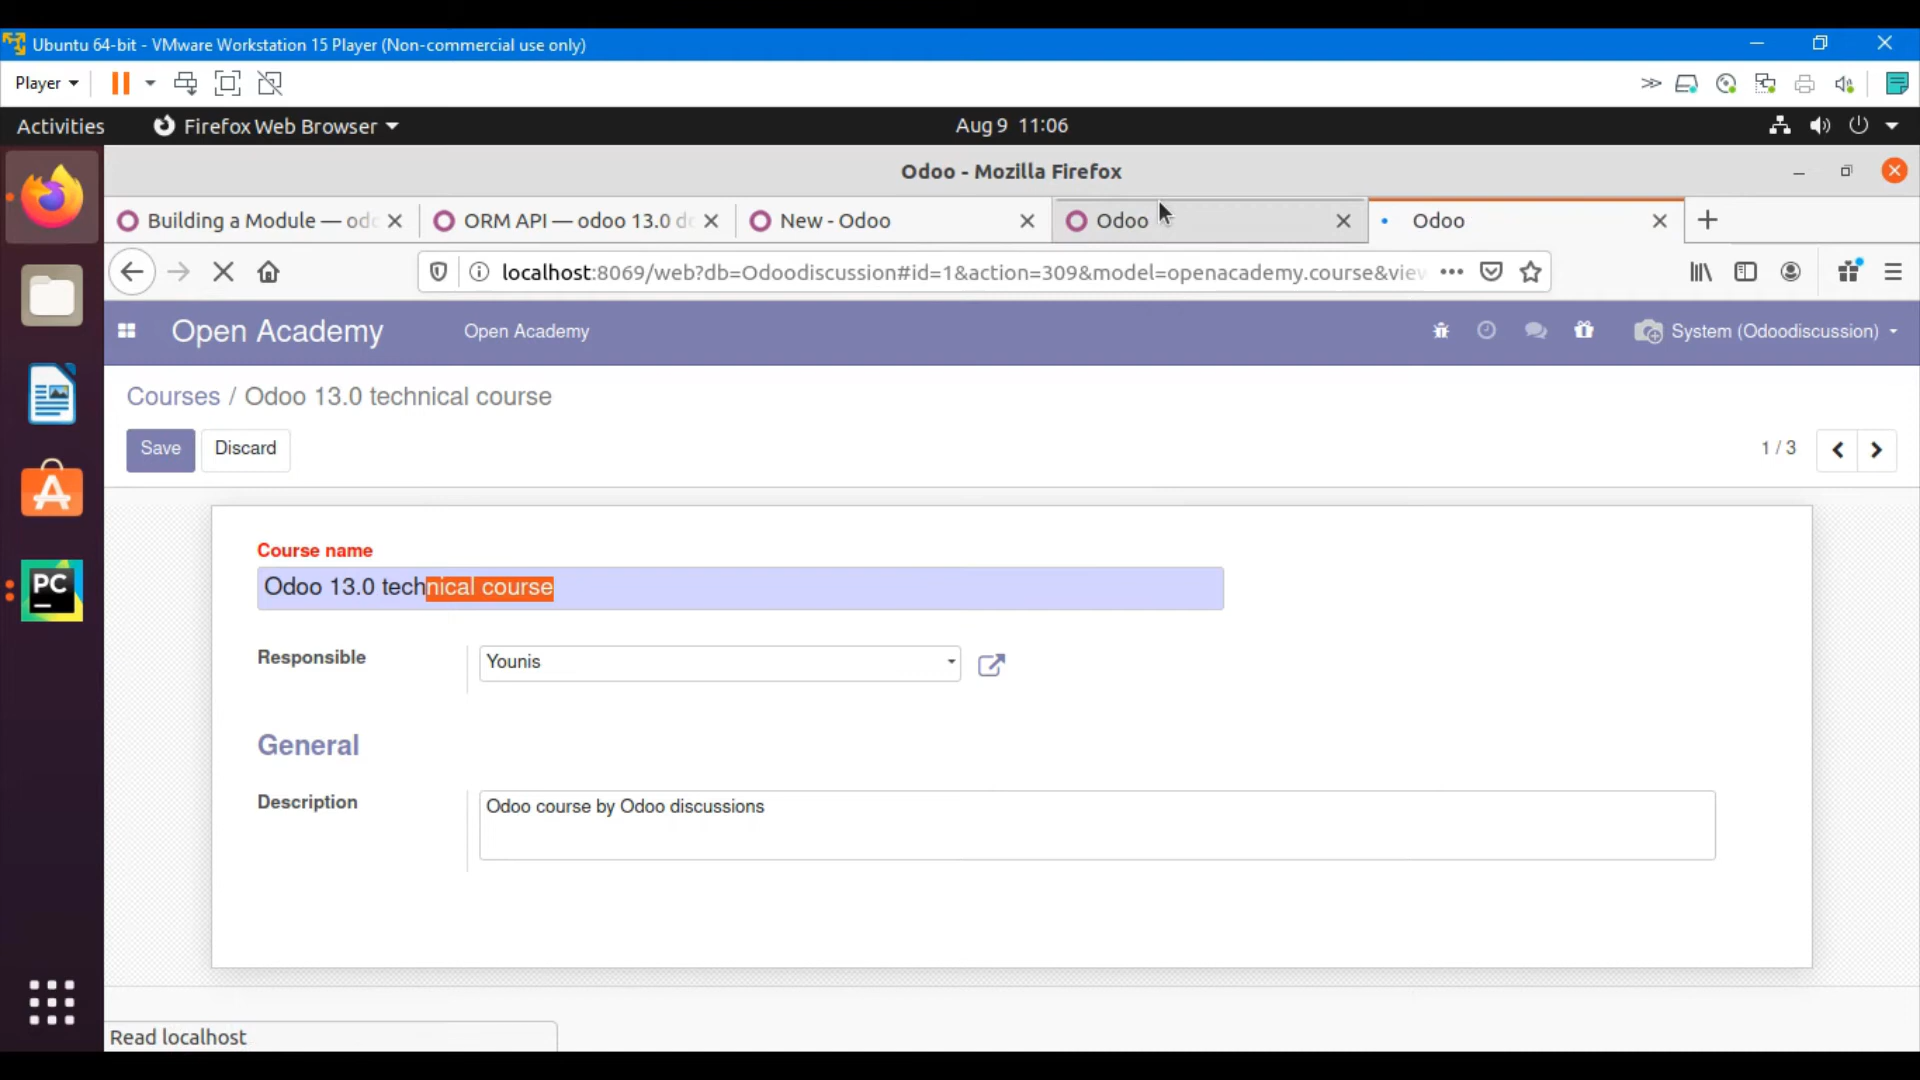 Ubuntu 64-bit - VMware Workstation 15 Player (Non-commercial use only)
Player
Activities
Firefox Web Browser
Aug 9 11:06
Odoo - Mozilla Firefox
Building a Module — odo
ORM API — odoo 13.0 de
New - Odoo
Odoo
Odoo
localhost:8069/web?db=Odoodiscussion#id=1&action=309&model=openacademy.course&view
Open Academy
Open Academy
System (Odoodiscussion)
Courses / Odoo 13.0 technical course
Save
Discard
1 / 3
Course name
Odoo 13.0 technical course
Responsible
Younis
General
Description
Odoo course by Odoo discussions
PC
Read localhost